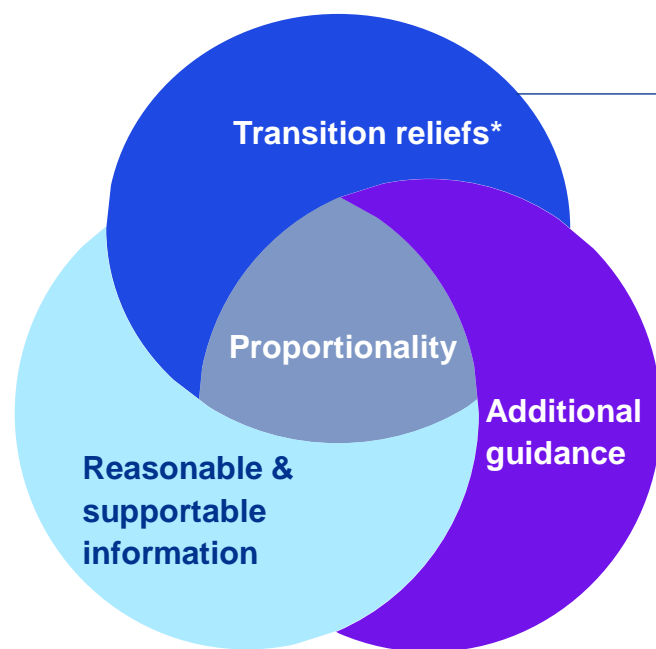 Transition reliefs*
Proportionality
Additional
guidance
Reasonable &
supportable
information